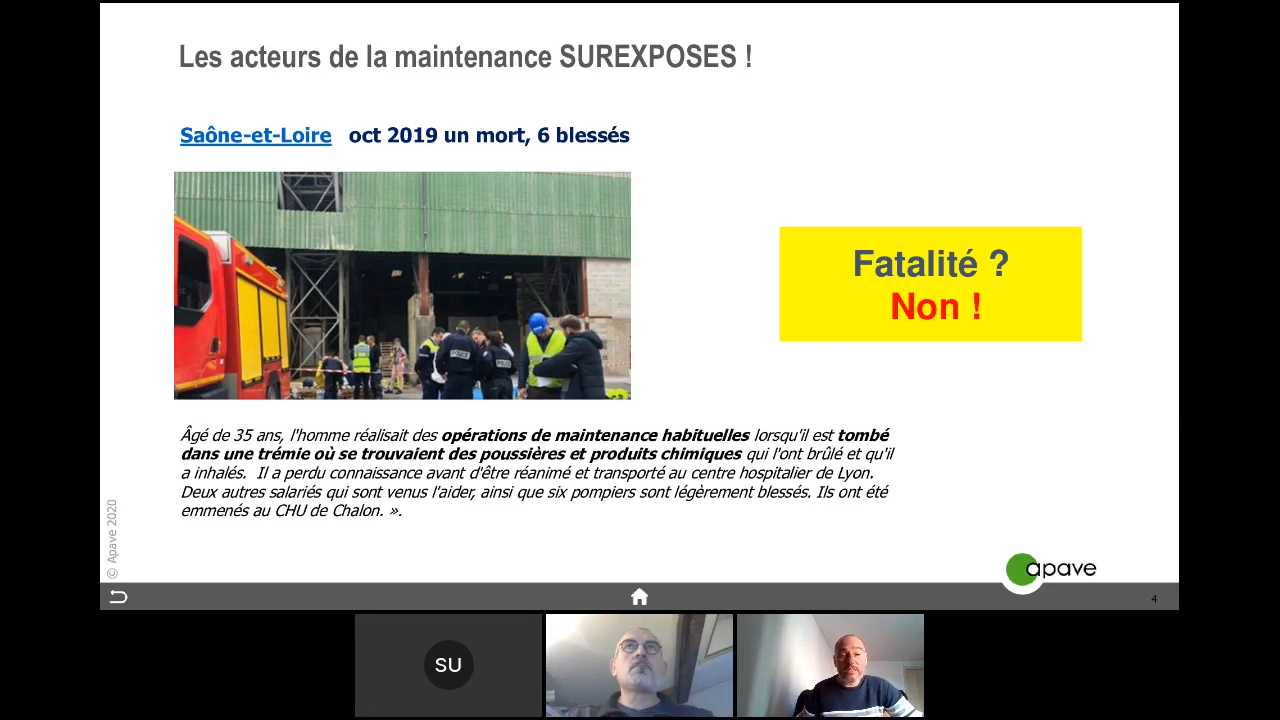 Les acteurs de la maintenance SUREXPOSES !
Saône-et-Loire oct 2019 un mort, 6 blessés
POLICE
POLICE
Fatalité ?
Non !
Âgé de 35 ans, l'homme réalisait des opérations de maintenance habituelles lorsqu'il est tombé
dans une trémie où se trouvaient des poussières et produits chimiques qui l'ont brûlé et qu'il
a inhalés. Il a perdu connaissance avant d'être réanimé et transporté au centre hospitalier de Lyon.
Deux autres salariés qui sont venus l'aider, ainsi que six pompiers sont légèrement blessés. Ils ont été
emmenés au CHU de Chalon. ».
© Apave 2020
apave
4
SU